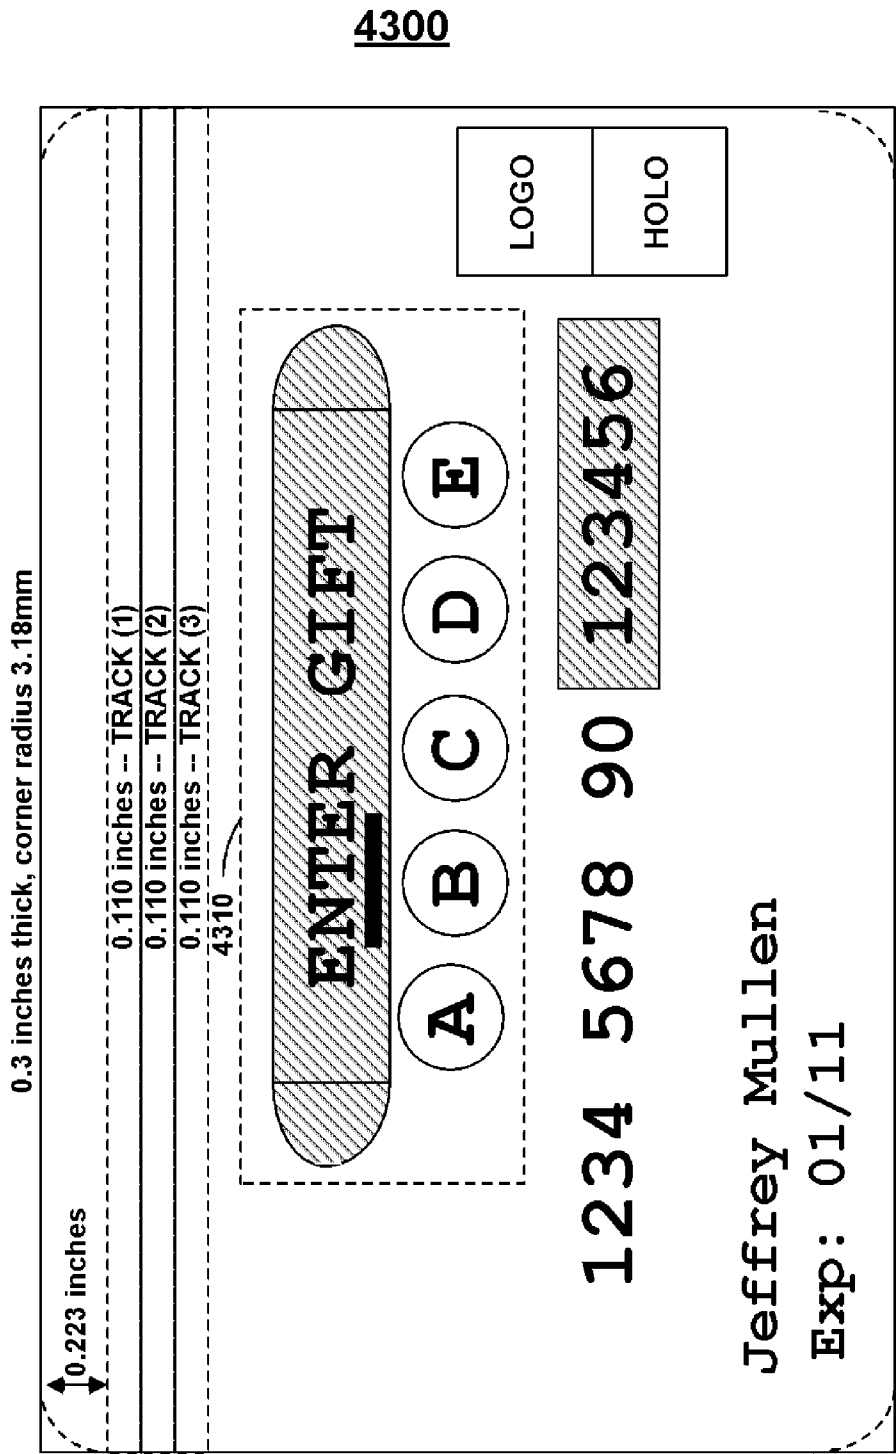 4300
0.3 inches thick, corner radius 3.18mm
0.223 inches
0.110 inches -- TRACK (1)
0.110 inches -- TRACK (2)
0.110 inches -- TRACK (3)
4310
ENTER GIFT
A B C D E
LOGO
HOLO
1234 5678 90 123456
Jeffrey Mullen
Exp: 01/11